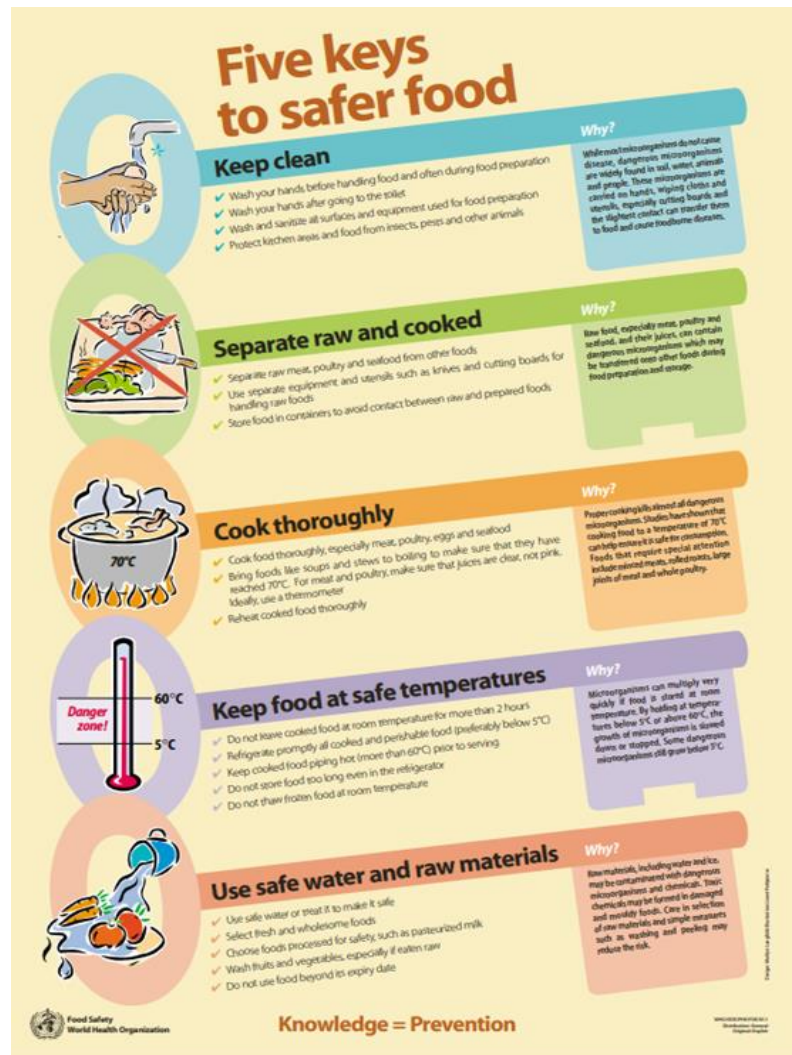 Five keys
to safer food
Keep clean
✔ Wash your hands before handling food and often during food preparation
✔ Wash your hands after going to the toilet
✔ Wash and sanitize all surfaces and equipment used for food preparation
✔ Protect kitchen areas and food from insects, pests and other animals
Why?
While most microorganisms do not cause
disease, dangerous microorganisms
are widely found in soil, water, animals
and people. These microorganisms are
carried on hands, wiping cloths and
utensils, especially cutting boards and
the slightest contact can transfer them
to food and cause foodborne diseases.
Separate raw and cooked
✔ Separate raw meat, poultry and seafood from other foods
✔ Use separate equipment and utensils such as knives and cutting boards for
handling raw foods
✔ Store food in containers to avoid contact between raw and prepared foods
Why?
Raw food, especially meat, poultry and
seafood, and their juices, can contain
dangerous microorganisms which may
be transferred onto other foods during
food preparation and storage.
70°C
Cook thoroughly
✔ Cook food thoroughly, especially meat, poultry, eggs and seafood
✔ Bring foods like soups and stews to boiling to make sure that they have
reached 70°C. For meat and poultry, make sure that juices are clear, not pink.
Ideally, use a thermometer
✔ Reheat cooked food thoroughly
Why?
Proper cooking kills almost all dangerous
microorganisms. Studies have shown that
cooking food to a temperature of 70°C
can help ensure it is safe for consumption.
Foods that require special attention
include minced meats, rolled roasts, large
joints of meat and whole poultry.
60°C
Danger
zone!
5°C
Keep food at safe temperatures
✔ Do not leave cooked food at room temperature for more than 2 hours
✔ Refrigerate promptly all cooked and perishable food (preferably below 5°C)
✔ Keep cooked food piping hot (more than 60°C) prior to serving
✔ Do not store food too long even in the refrigerator
✔ Do not thaw frozen food at room temperature
Why?
Microorganisms can multiply very
quickly if food is stored at room
temperature. By holding at tempera-
tures below 5°C or above 60°C, the
growth of microorganisms is slowed
down or stopped. Some dangerous
microorganisms still grow below 5°C.
Use safe water and raw materials
✔ Use safe water or treat it to make it safe
✔ Select fresh and wholesome foods
✔ Choose foods processed for safety, such as pasteurized milk
✔ Wash fruits and vegetables, especially if eaten raw
✔ Do not use food beyond its expiry date
Why?
Raw materials, including water and ice,
may be contaminated with dangerous
microorganisms and chemicals. Toxic
chemicals may be formed in damaged
and mouldy foods. Care in selection
of raw materials and simple measures
such as washing and peeling may
reduce the risk.
Food Safety
World Health Organization
Knowledge = Prevention
Distribution: General
Original: English